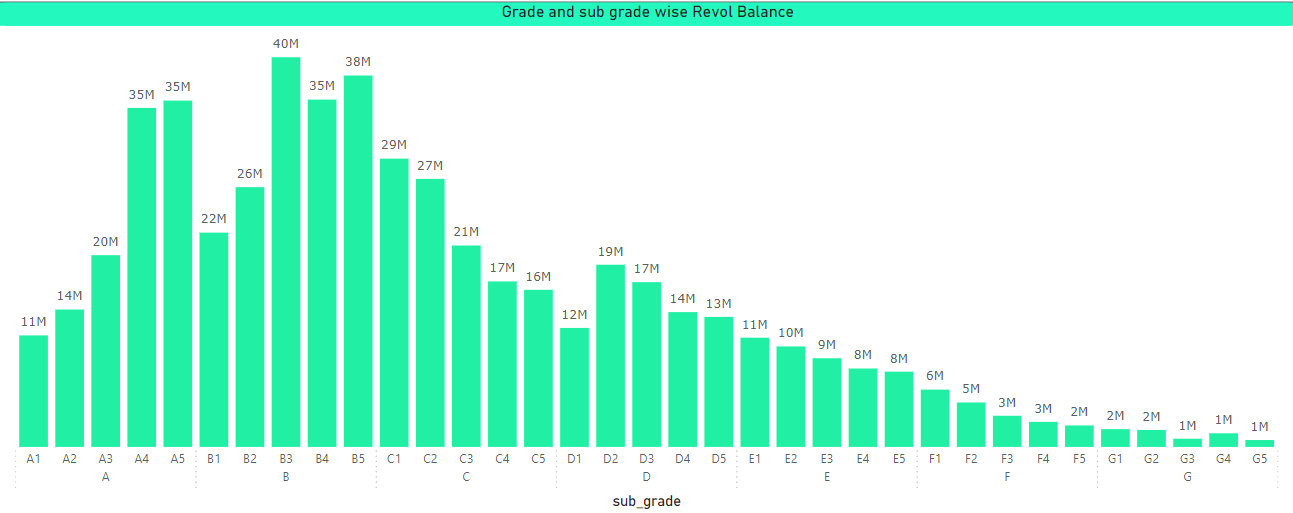 Grade and sub grade wise Revol Balance
11M 14M 20M 35M 35M 22M 26M 40M 35M 38M 29M 27M 21M 17M 16M 12M 19M 17M 14M 13M 11M 10M 9M 8M 8M 6M 5M 3M 3M 2M 2M 2M 1M 1M 1M
A1 A2 A3 A4 A5 B1 B2 B3 B4 B5 C1 C2 C3 C4 C5 D1 D2 D3 D4 D5 E1 E2 E3 E4 E5 F1 F2 F3 F4 F5 G1 G2 G3 G4 G5
A B C D E F G
sub_grade